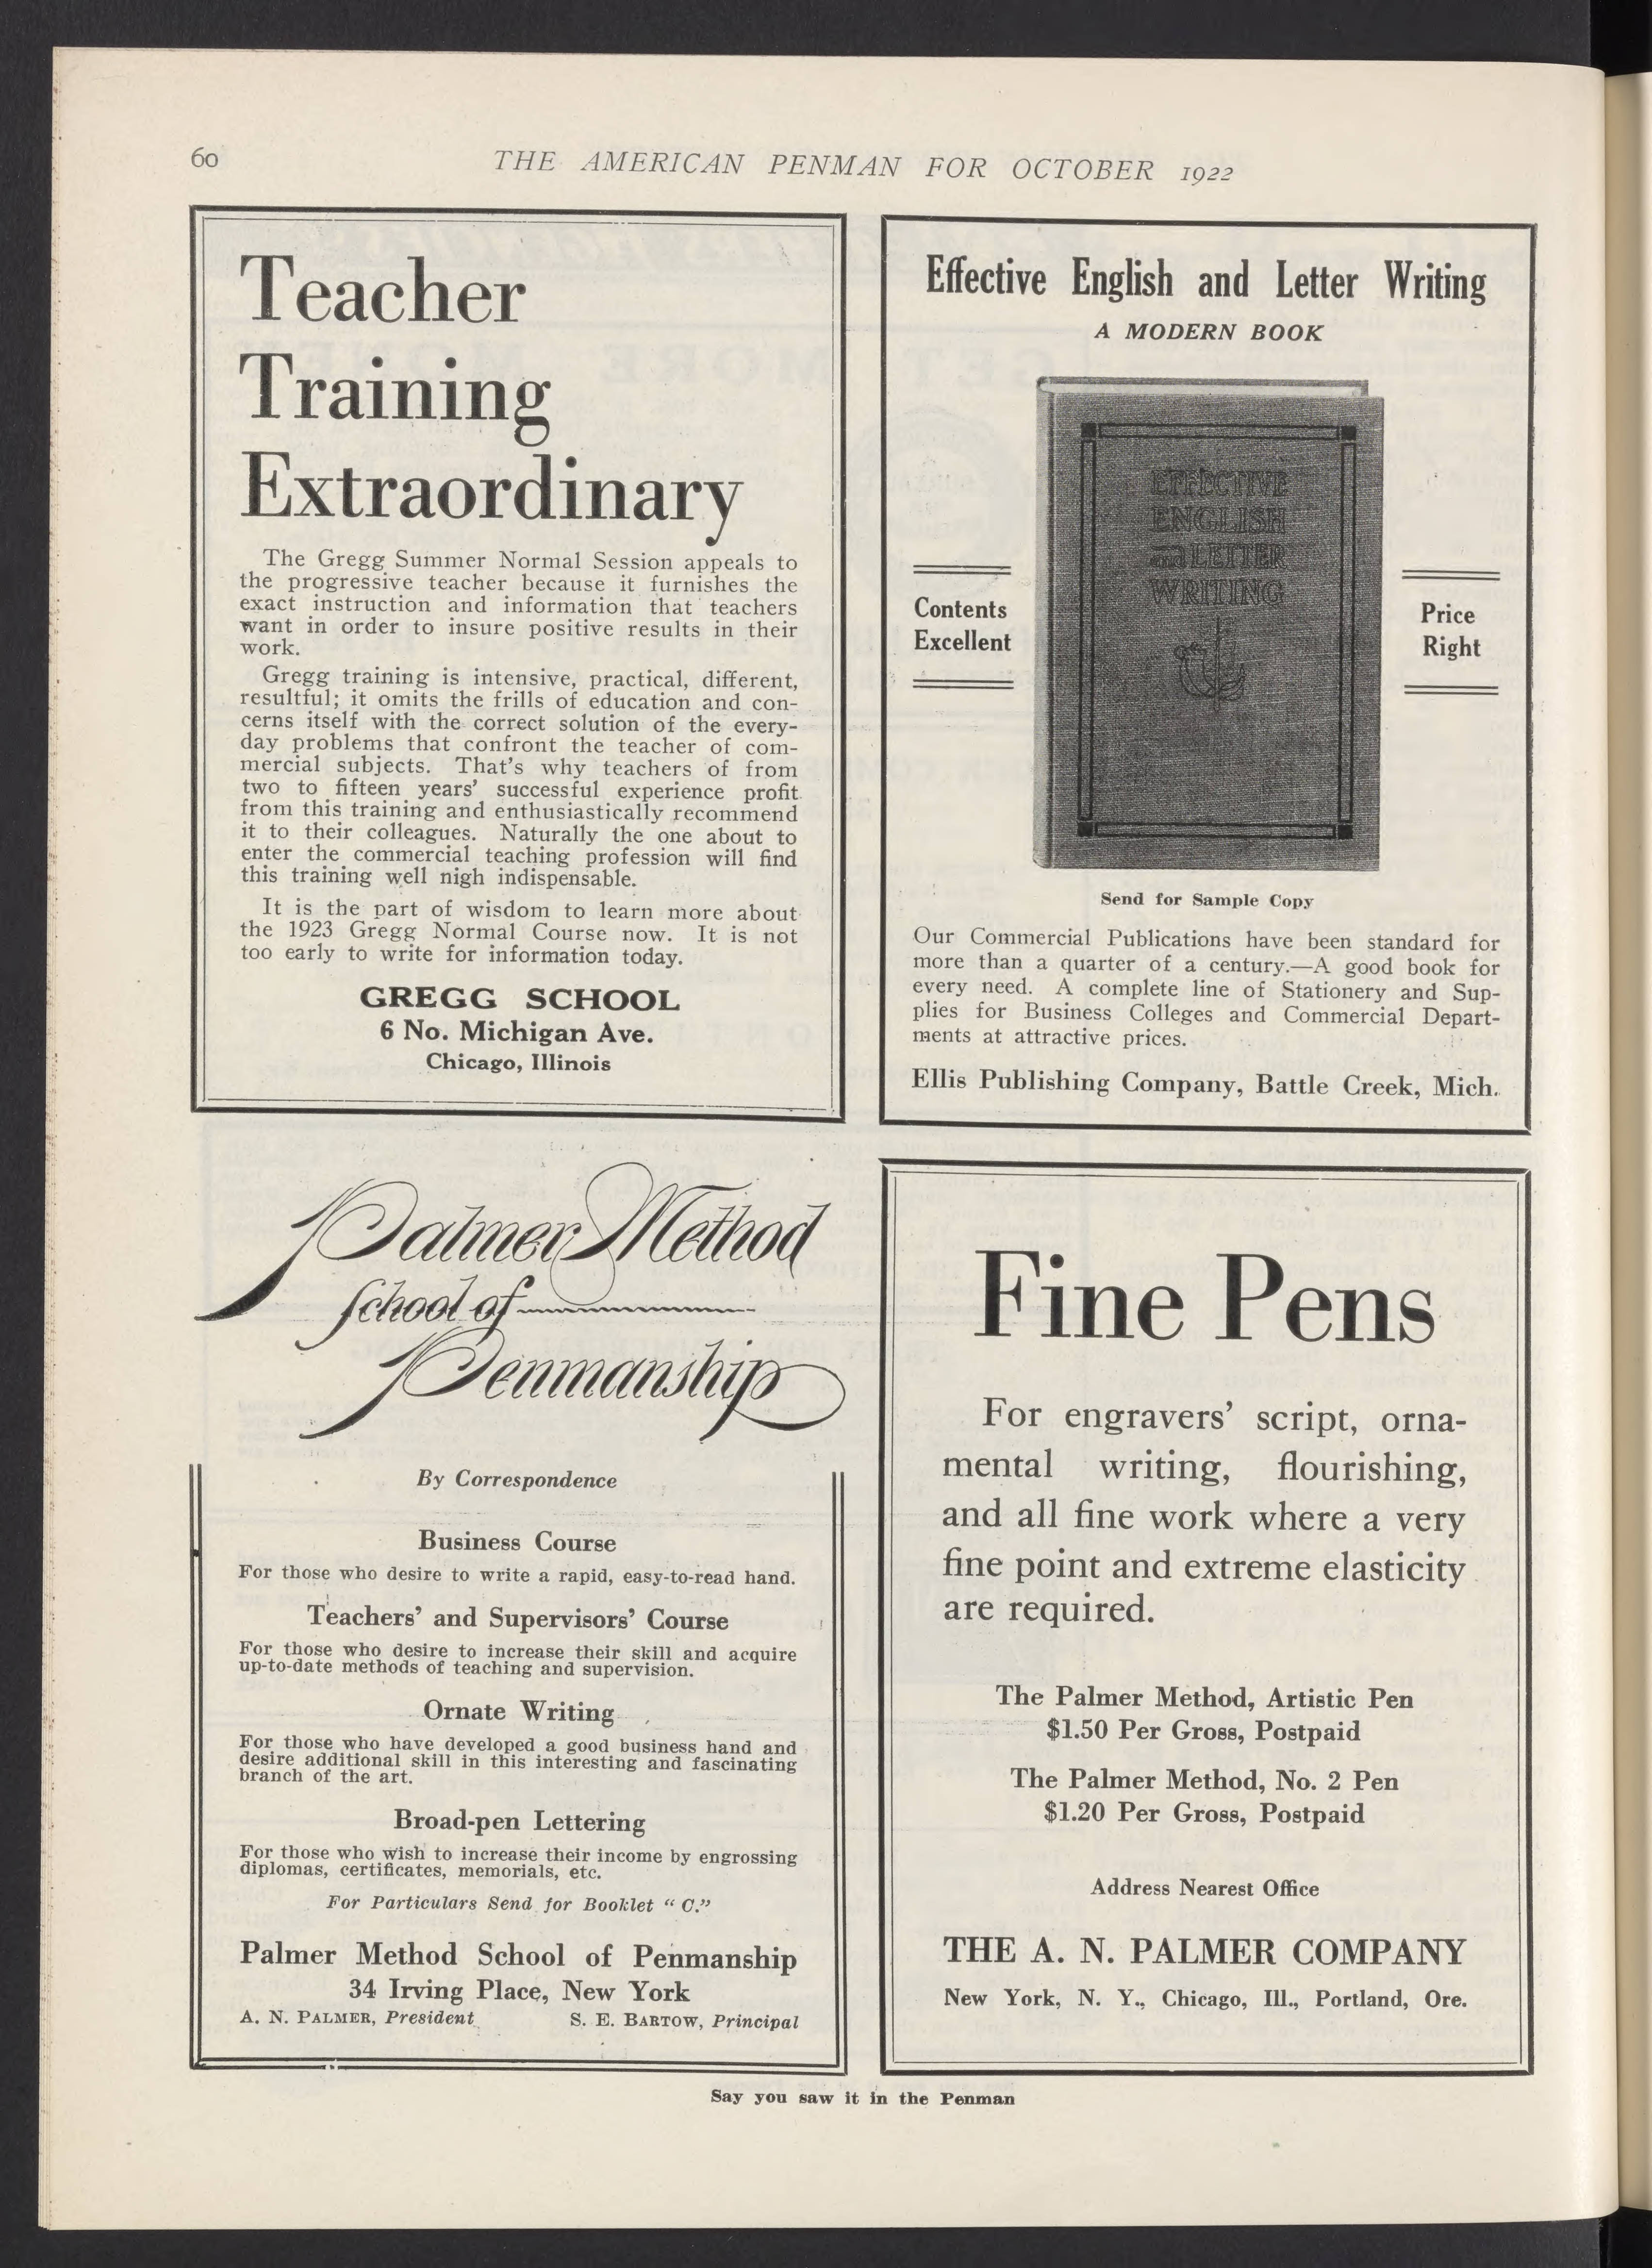 60
THE AMERICAN PENMAN FOR OCTOBER 1922
Teacher
Training
Extraordinary
The Gregg Summer Normal Session appeals to
the progressive teacher because it furnishes the
exact instruction and information that teachers
want in order to insure positive results in their
work.
Gregg training is intensive, practical, different,
resultful; it omits the frills of education and con-
cerns itself with the correct solution of the every-
day problems that confront the teacher of com-
mercial subjects. That's why teachers of from
two to fifteen years' successful experience profit
from this training and enthusiastically recommend
it to their colleagues. Naturally the one about to
enter the commercial teaching profession will find
this training well nigh indispensable.
It is the part of wisdom to learn more about
the 1923 Gregg Normal Course now. It is not
too early to write for information today.
GREGG SCHOOL
6 No. Michigan Ave.
Chicago, Illinois
Effective English and Letter Writing
A MODERN BOOK
EFFECTIVE
ENGLISH
and LETTER
WRITING
Contents
Excellent
Price
Right
Send for Sample Copy
Our Commercial Publications have been standard for
more than a quarter of a century.—A good book for
every need. A complete line of Stationery and Sup-
plies for Business Colleges and Commercial Depart-
ments at attractive prices.
Ellis Publishing Company, Battle Creek, Mich.
Palmer Method
School of
Penmanship
By Correspondence
Business Course
For those who desire to write a rapid, easy-to-read hand.
Teachers' and Supervisors' Course
For those who desire to increase their skill and acquire
up-to-date methods of teaching and supervision.
Ornate Writing
For those who have developed a good business hand and
desire additional skill in this interesting and fascinating
branch of the art.
Broad-pen Lettering
For those who wish to increase their income by engrossing
diplomas, certificates, memorials, etc.
For Particulars Send for Booklet "C."
Palmer Method School of Penmanship
34 Irving Place, New York
A. N. PALMER, President S. E. BARTOW, Principal
Fine Pens
For engravers' script, orna-
mental writing, flourishing,
and all fine work where a very
fine point and extreme elasticity
are required.
The Palmer Method, Artistic Pen
$1.50 Per Gross, Postpaid
The Palmer Method, No. 2 Pen
$1.20 Per Gross, Postpaid
Address Nearest Office
THE A. N. PALMER COMPANY
New York, N. Y., Chicago, Ill., Portland, Ore.
Say you saw it in the Penman